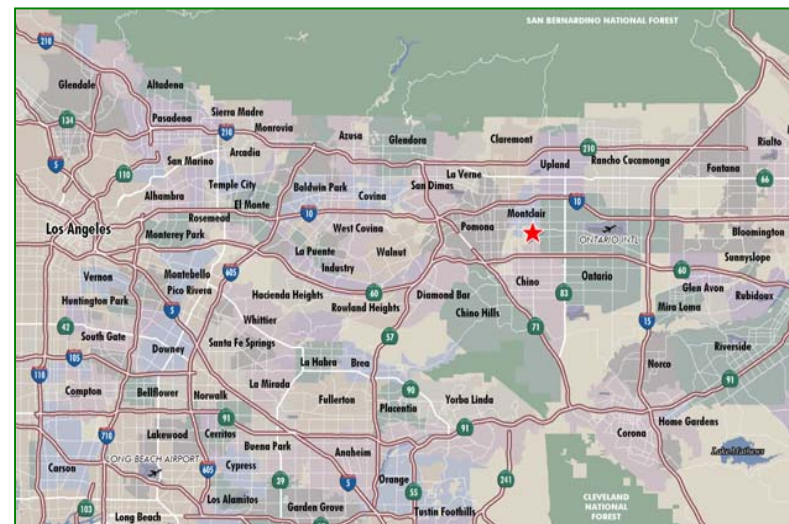 SAN BERNARDINO NATIONAL FOREST
210
Glendale
Altadena
Sierra Madre
134
Pasadena
210
Monrovia
Azusa
Glendora
Claremont
210
Rialto
5
110
San Marino
Arcadia
La Verne
Upland
Rancho Cucamonga
Fontana
66
Alhambra
Temple City
Baldwin Park
Covina
San Dimas
El Monte
10
10
Rosemead
West Covina
Montclair
Los Angeles
Monterey Park
Pomona
ONTARIO INTL
Bloomington
La Puente
Walnut
Sunnyslope
Vernon
Montebello
605
Industry
60
Pico Rivera
Hacienda Heights
60
Diamond Bar
Chino
Ontario
Glen Avon
Huntington Park
5
Rowland Heights
83
Rubidoux
Whittier
Chino Hills
Mira Loma
42
South Gate
Santa Fe Springs
57
71
15
Downey
Riverside
105
La Habra
Brea
Norco
110
Compton
Bellflower
Norwalk
La Mirada
90
91
Fullerton
Placentia
Yorba Linda
91
Home Gardens
710
Lakewood
Cerritos
91
Corona
Buena Park
Anaheim
Lake Mathews
Carson
LONG BEACH AIRPORT
605
Cypress
39
5
Orange
241
Los Alamitos
55
CLEVELAND
NATIONAL
FOREST
103
Long Beach
Garden Grove
Tustin Foothills